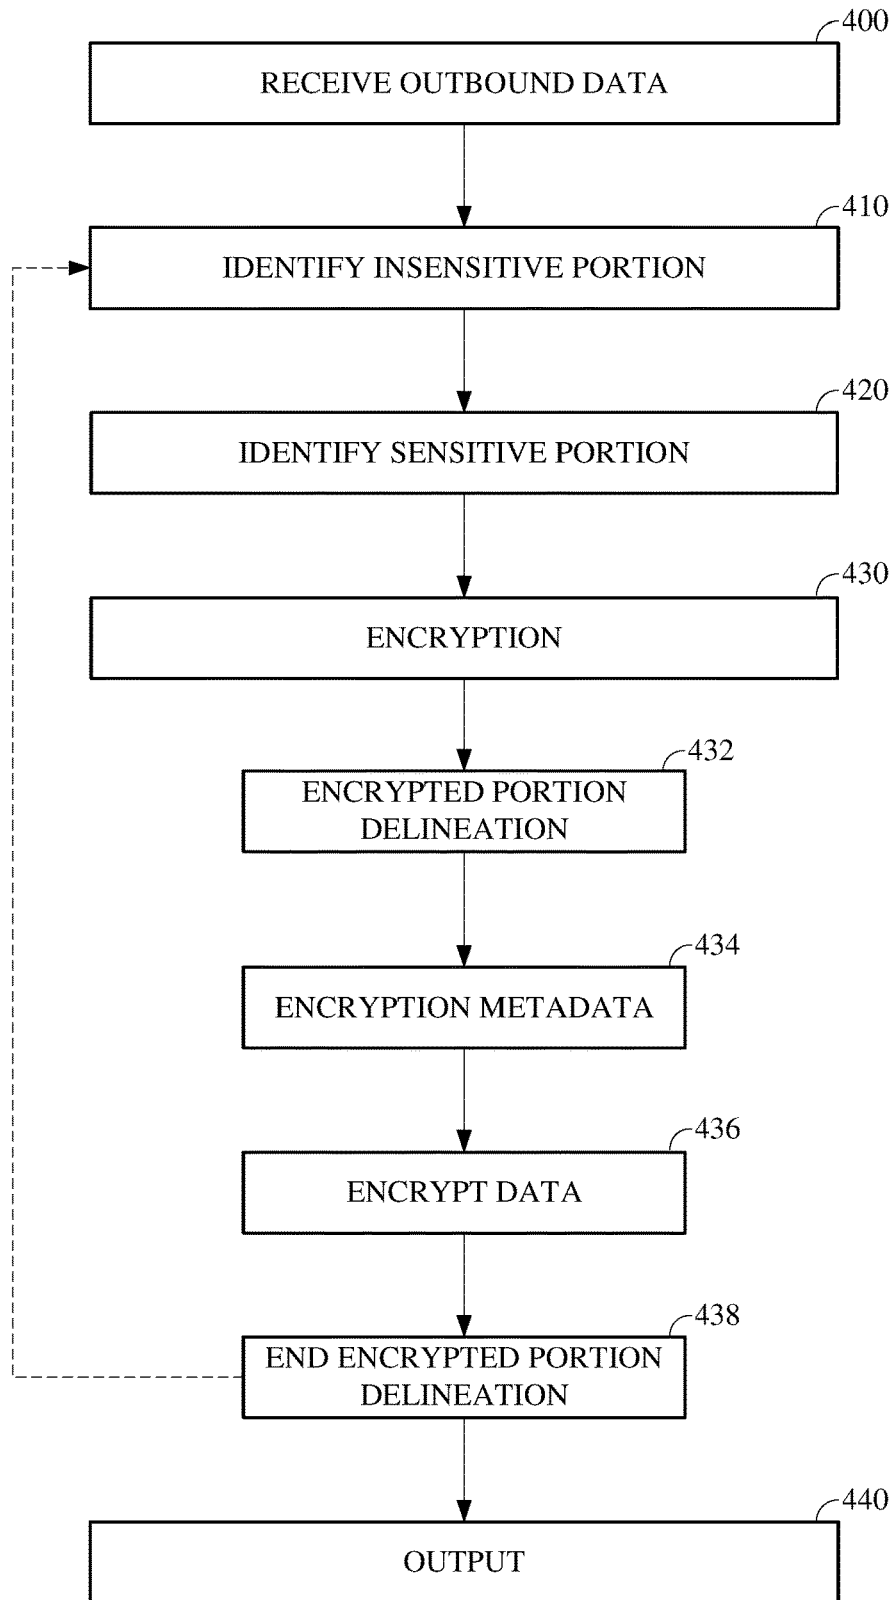 400
RECEIVE OUTBOUND DATA
410
IDENTIFY INSENSITIVE PORTION
420
IDENTIFY SENSITIVE PORTION
430
ENCRYPTION
432
ENCRYPTED PORTION
DELINEATION
434
ENCRYPTION METADATA
436
ENCRYPT DATA
438
END ENCRYPTED PORTION
DELINEATION
440
OUTPUT